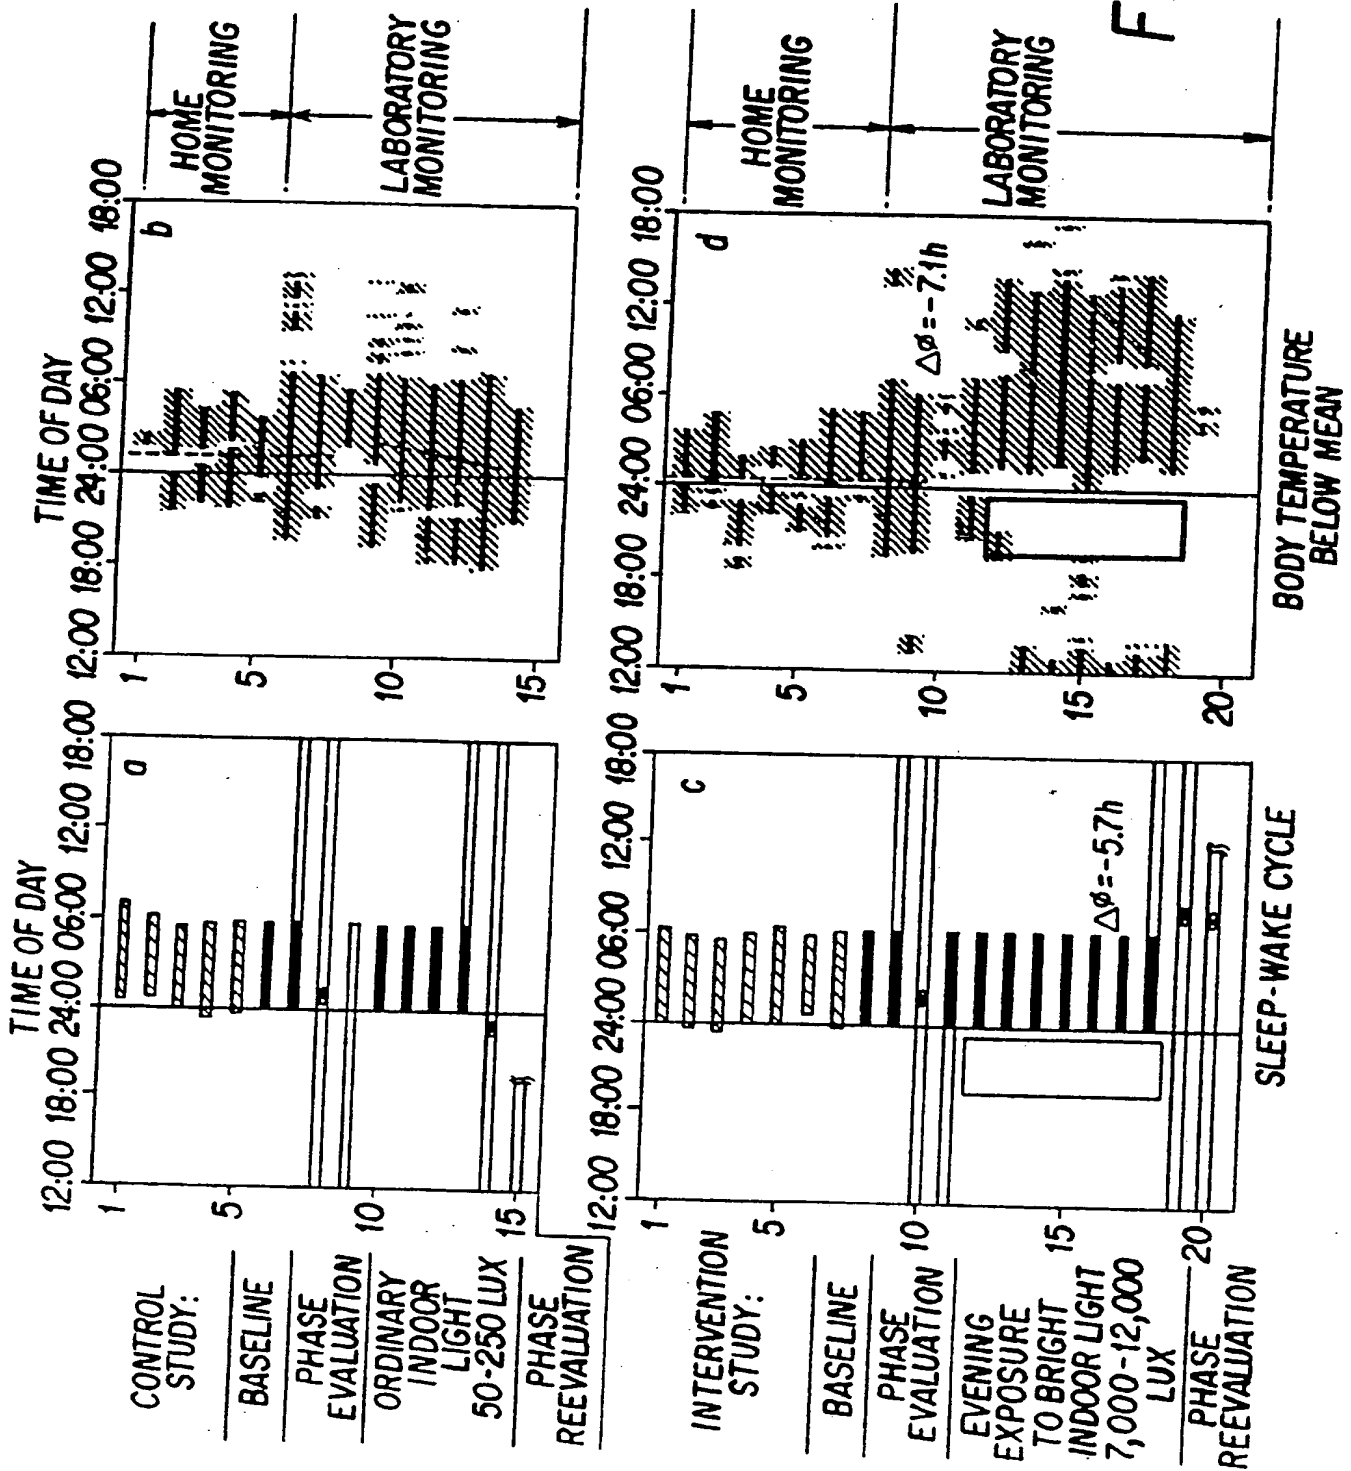 TIME OF DAY
12:00 18:00 24:00 06:00 12:00 18:00
a
1
5
10
15
CONTROL
STUDY:
BASELINE
PHASE
EVALUATION
ORDINARY
INDOOR
LIGHT
50-250 LUX
PHASE
REEVALUATION
TIME OF DAY
12:00 18:00 24:00 06:00 12:00 18:00
b
1
5
10
15
HOME
MONITORING
LABORATORY
MONITORING
12:00 18:00 24:00 06:00 12:00 18:00
c
1
5
10
15
20
Δø=-5.7h
INTERVENTION
STUDY:
BASELINE
PHASE
EVALUATION
EVENING
EXPOSURE
TO BRIGHT
INDOOR LIGHT
7,000-12,000
LUX
PHASE
REEVALUATION
SLEEP-WAKE CYCLE
12:00 18:00 24:00 06:00 12:00 18:00
d
1
5
10
15
20
Δø=-7.1h
HOME
MONITORING
LABORATORY
MONITORING
BODY TEMPERATURE
BELOW MEAN
F